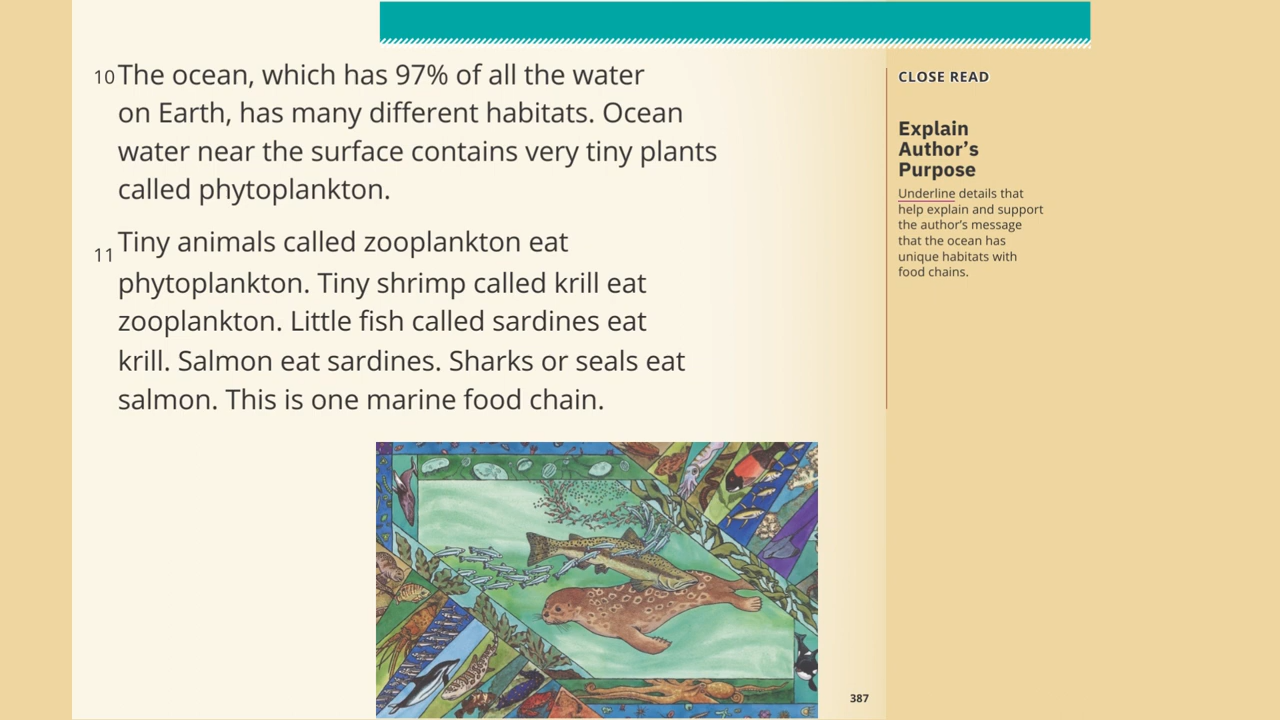 10 The ocean, which has 97% of all the water
on Earth, has many different habitats. Ocean
water near the surface contains very tiny plants
called phytoplankton.
11 Tiny animals called zooplankton eat
phytoplankton. Tiny shrimp called krill eat
zooplankton. Little fish called sardines eat
krill. Salmon eat sardines. Sharks or seals eat
salmon. This is one marine food chain.
CLOSE READ
Explain
Author’s
Purpose
Underline details that
help explain and support
the author’s message
that the ocean has
unique habitats with
food chains.
387